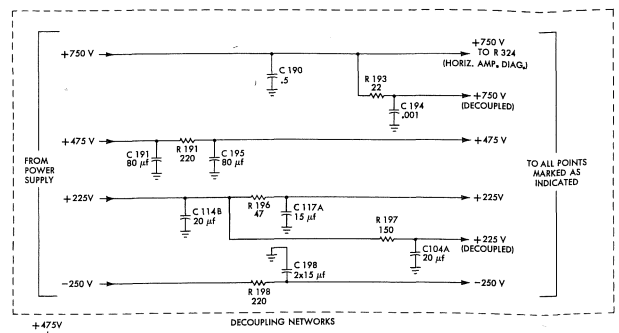 +750 V
+750 V
TO R 324
(HORIZ. AMP. DIAG.)
C 190
.5
R 193
22
+750 V
(DECOUPLED)
C 194
.001
+475 V
R 191
220
C 191
80 μf
C 195
80 μf
+475 V
FROM
POWER
SUPPLY
TO ALL POINTS
MARKED AS
INDICATED
+225V
R 196
47
+225V
C 114B
20 μf
C 117A
15 μf
R 197
150
+225 V
(DECOUPLED)
C104A
20 μf
C 198
2x15 μf
-250 V
R 198
220
-250 V
+475V
DECOUPLING NETWORKS